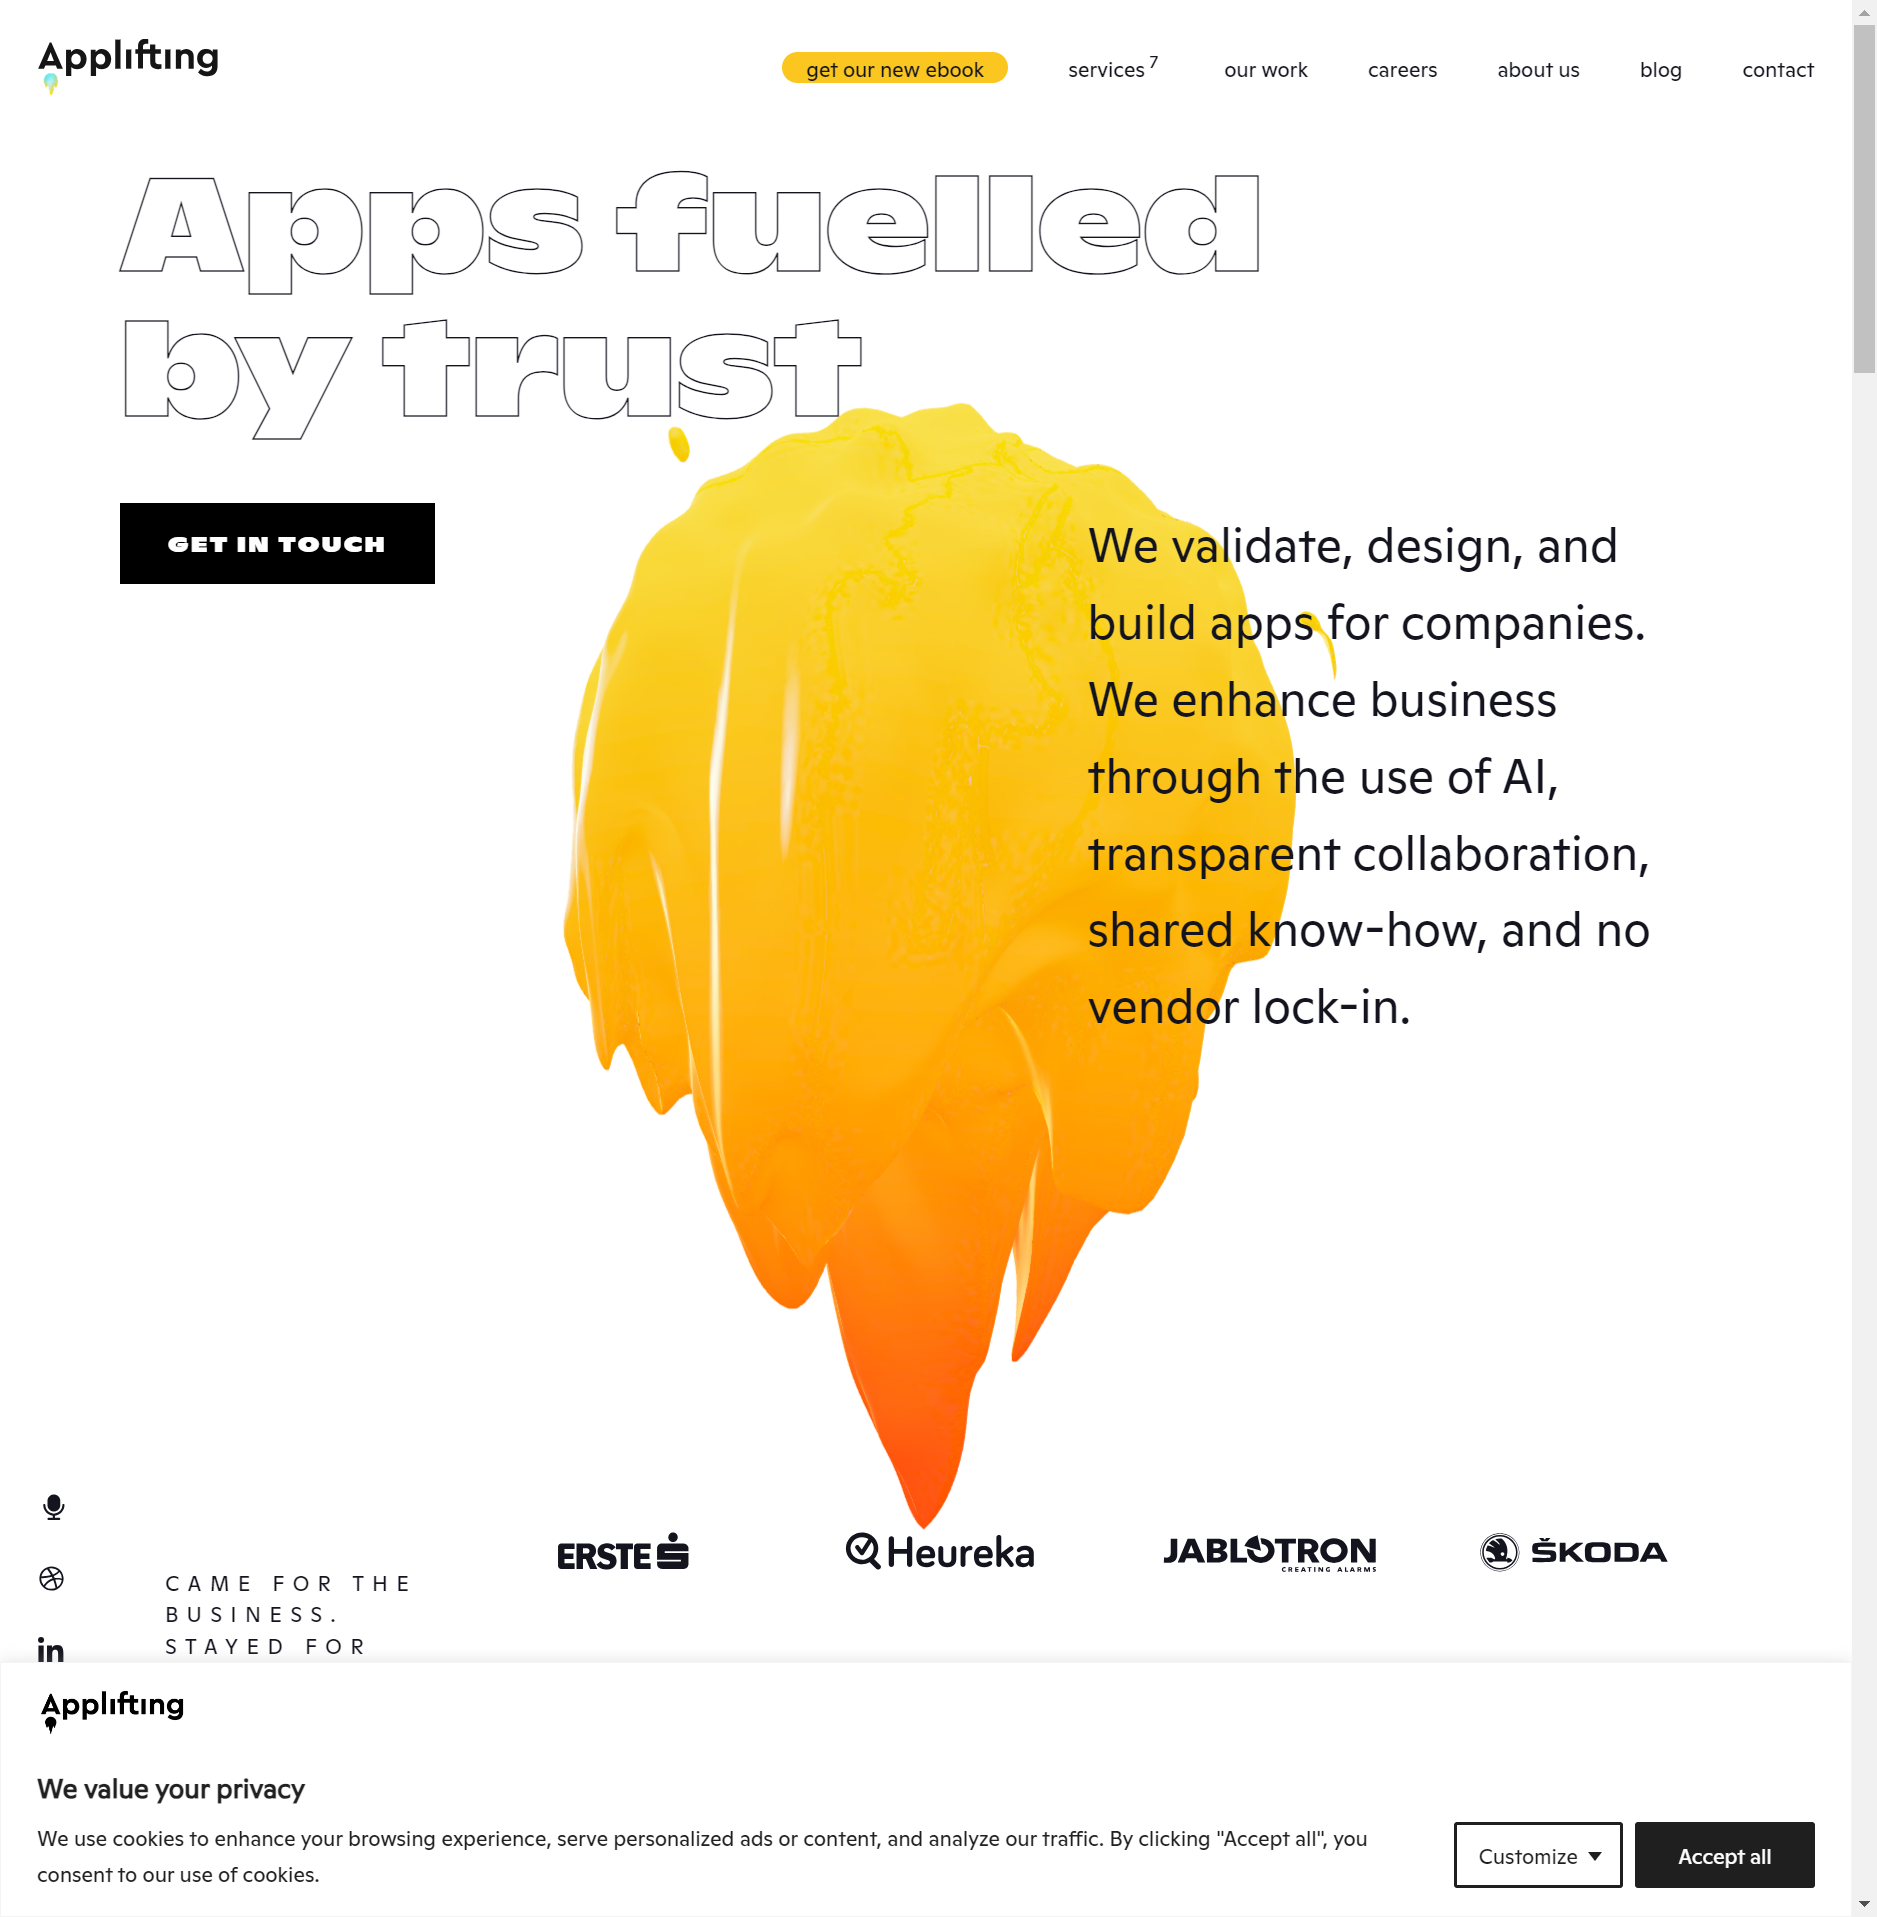 Applifting
get our new ebook
services 7
our work
careers
about us
blog
contact
Apps fuelled
by trust
GET IN TOUCH
We validate, design, and
build apps for companies.
We enhance business
through the use of AI,
transparent collaboration,
shared know-how, and no
vendor lock-in.
in
CAME FOR THE
BUSINESS.
STAYED FOR
ERSTE
Heureka
JABLOTRON
CREATING ALARMS
ŠKODA
Applifting
We value your privacy
We use cookies to enhance your browsing experience, serve personalized ads or content, and analyze our traffic. By clicking "Accept all", you
consent to our use of cookies.
Customize
Accept all